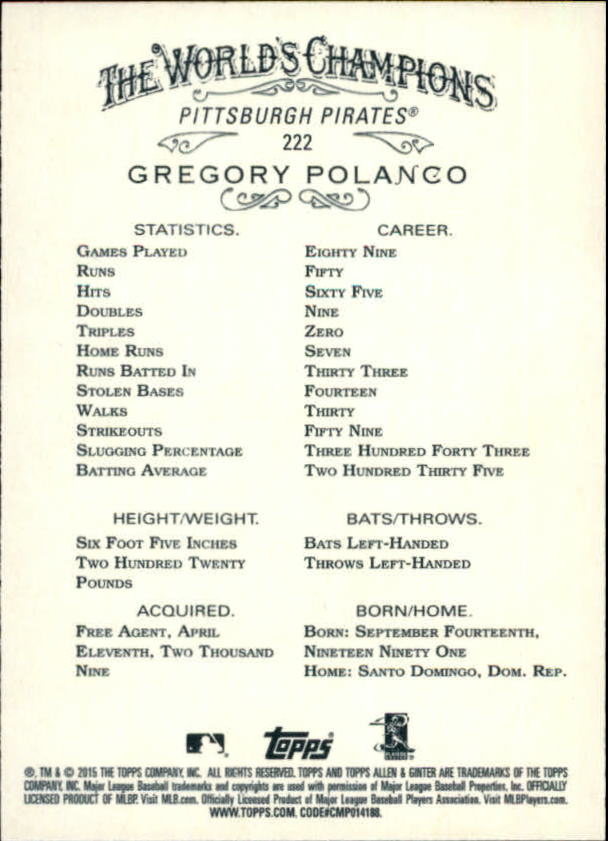 THE WORLD'S CHAMPIONS
PITTSBURGH PIRATES®
222
GREGORY POLANCO
STATISTICS. CAREER.
GAMES PLAYED EIGHTY NINE
RUNS FIFTY
HITS SIXTY FIVE
DOUBLES NINE
TRIPLES ZERO
HOME RUNS SEVEN
RUNS BATTED IN THIRTY THREE
STOLEN BASES FOURTEEN
WALKS THIRTY
STRIKEOUTS FIFTY NINE
SLUGGING PERCENTAGE THREE HUNDRED FORTY THREE
BATTING AVERAGE TWO HUNDRED THIRTY FIVE
HEIGHT/WEIGHT.
SIX FOOT FIVE INCHES
TWO HUNDRED TWENTY
POUNDS
BATS/THROWS.
BATS LEFT-HANDED
THROWS LEFT-HANDED
ACQUIRED.
FREE AGENT, APRIL
ELEVENTH, TWO THOUSAND
NINE
BORN/HOME.
BORN: SEPTEMBER FOURTEENTH,
NINETEEN NINETY ONE
HOME: SANTO DOMINGO, DOM. REP.
Topps
®, TM & © 2015 THE TOPPS COMPANY, INC. ALL RIGHTS RESERVED. TOPPS AND TOPPS ALLEN & GINTER ARE TRADEMARKS OF THE TOPPS
COMPANY, INC. Major League Baseball trademarks and copyrights are used with permission of Major League Baseball Properties, Inc. OFFICIALLY
LICENSED PRODUCT OF MLBP. Visit MLB.com. Officially Licensed Product of Major League Baseball Players Association. Visit MLBPlayers.com.
WWW.TOPPS.COM. CODE#CMP014188.